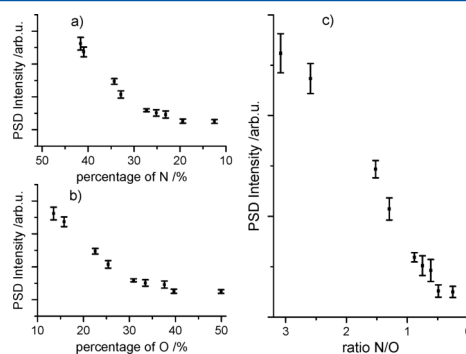 a)
PSD Intensity /arb.u.
50 40 30 20 10
percentage of N /%
b)
PSD Intensity /arb.u.
10 20 30 40 50
percentage of O /%
c)
PSD Intensity /arb.u.
3 2 1 0
ratio N/O